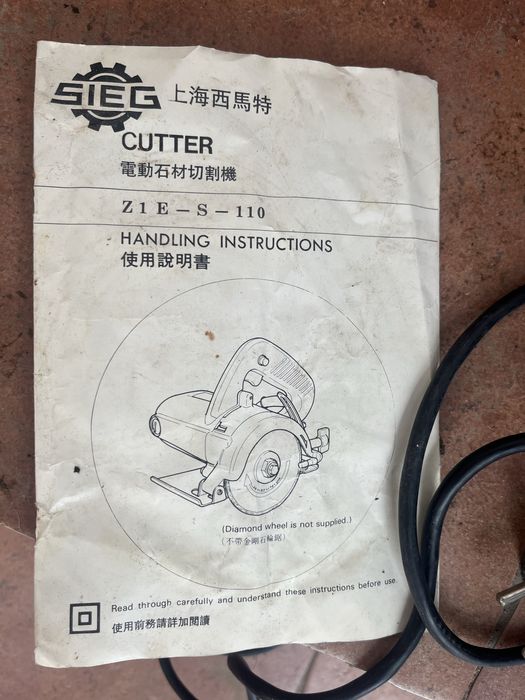 SIEG 上海西馬特
CUTTER
電動石材切割機
Z1E-S-110
HANDLING INSTRUCTIONS
使用說明書
(Diamond wheel is not supplied.)
(不帶金剛石輪鋸)
Read through carefully and understand these instructions before use.
使用前務請詳加閱讀